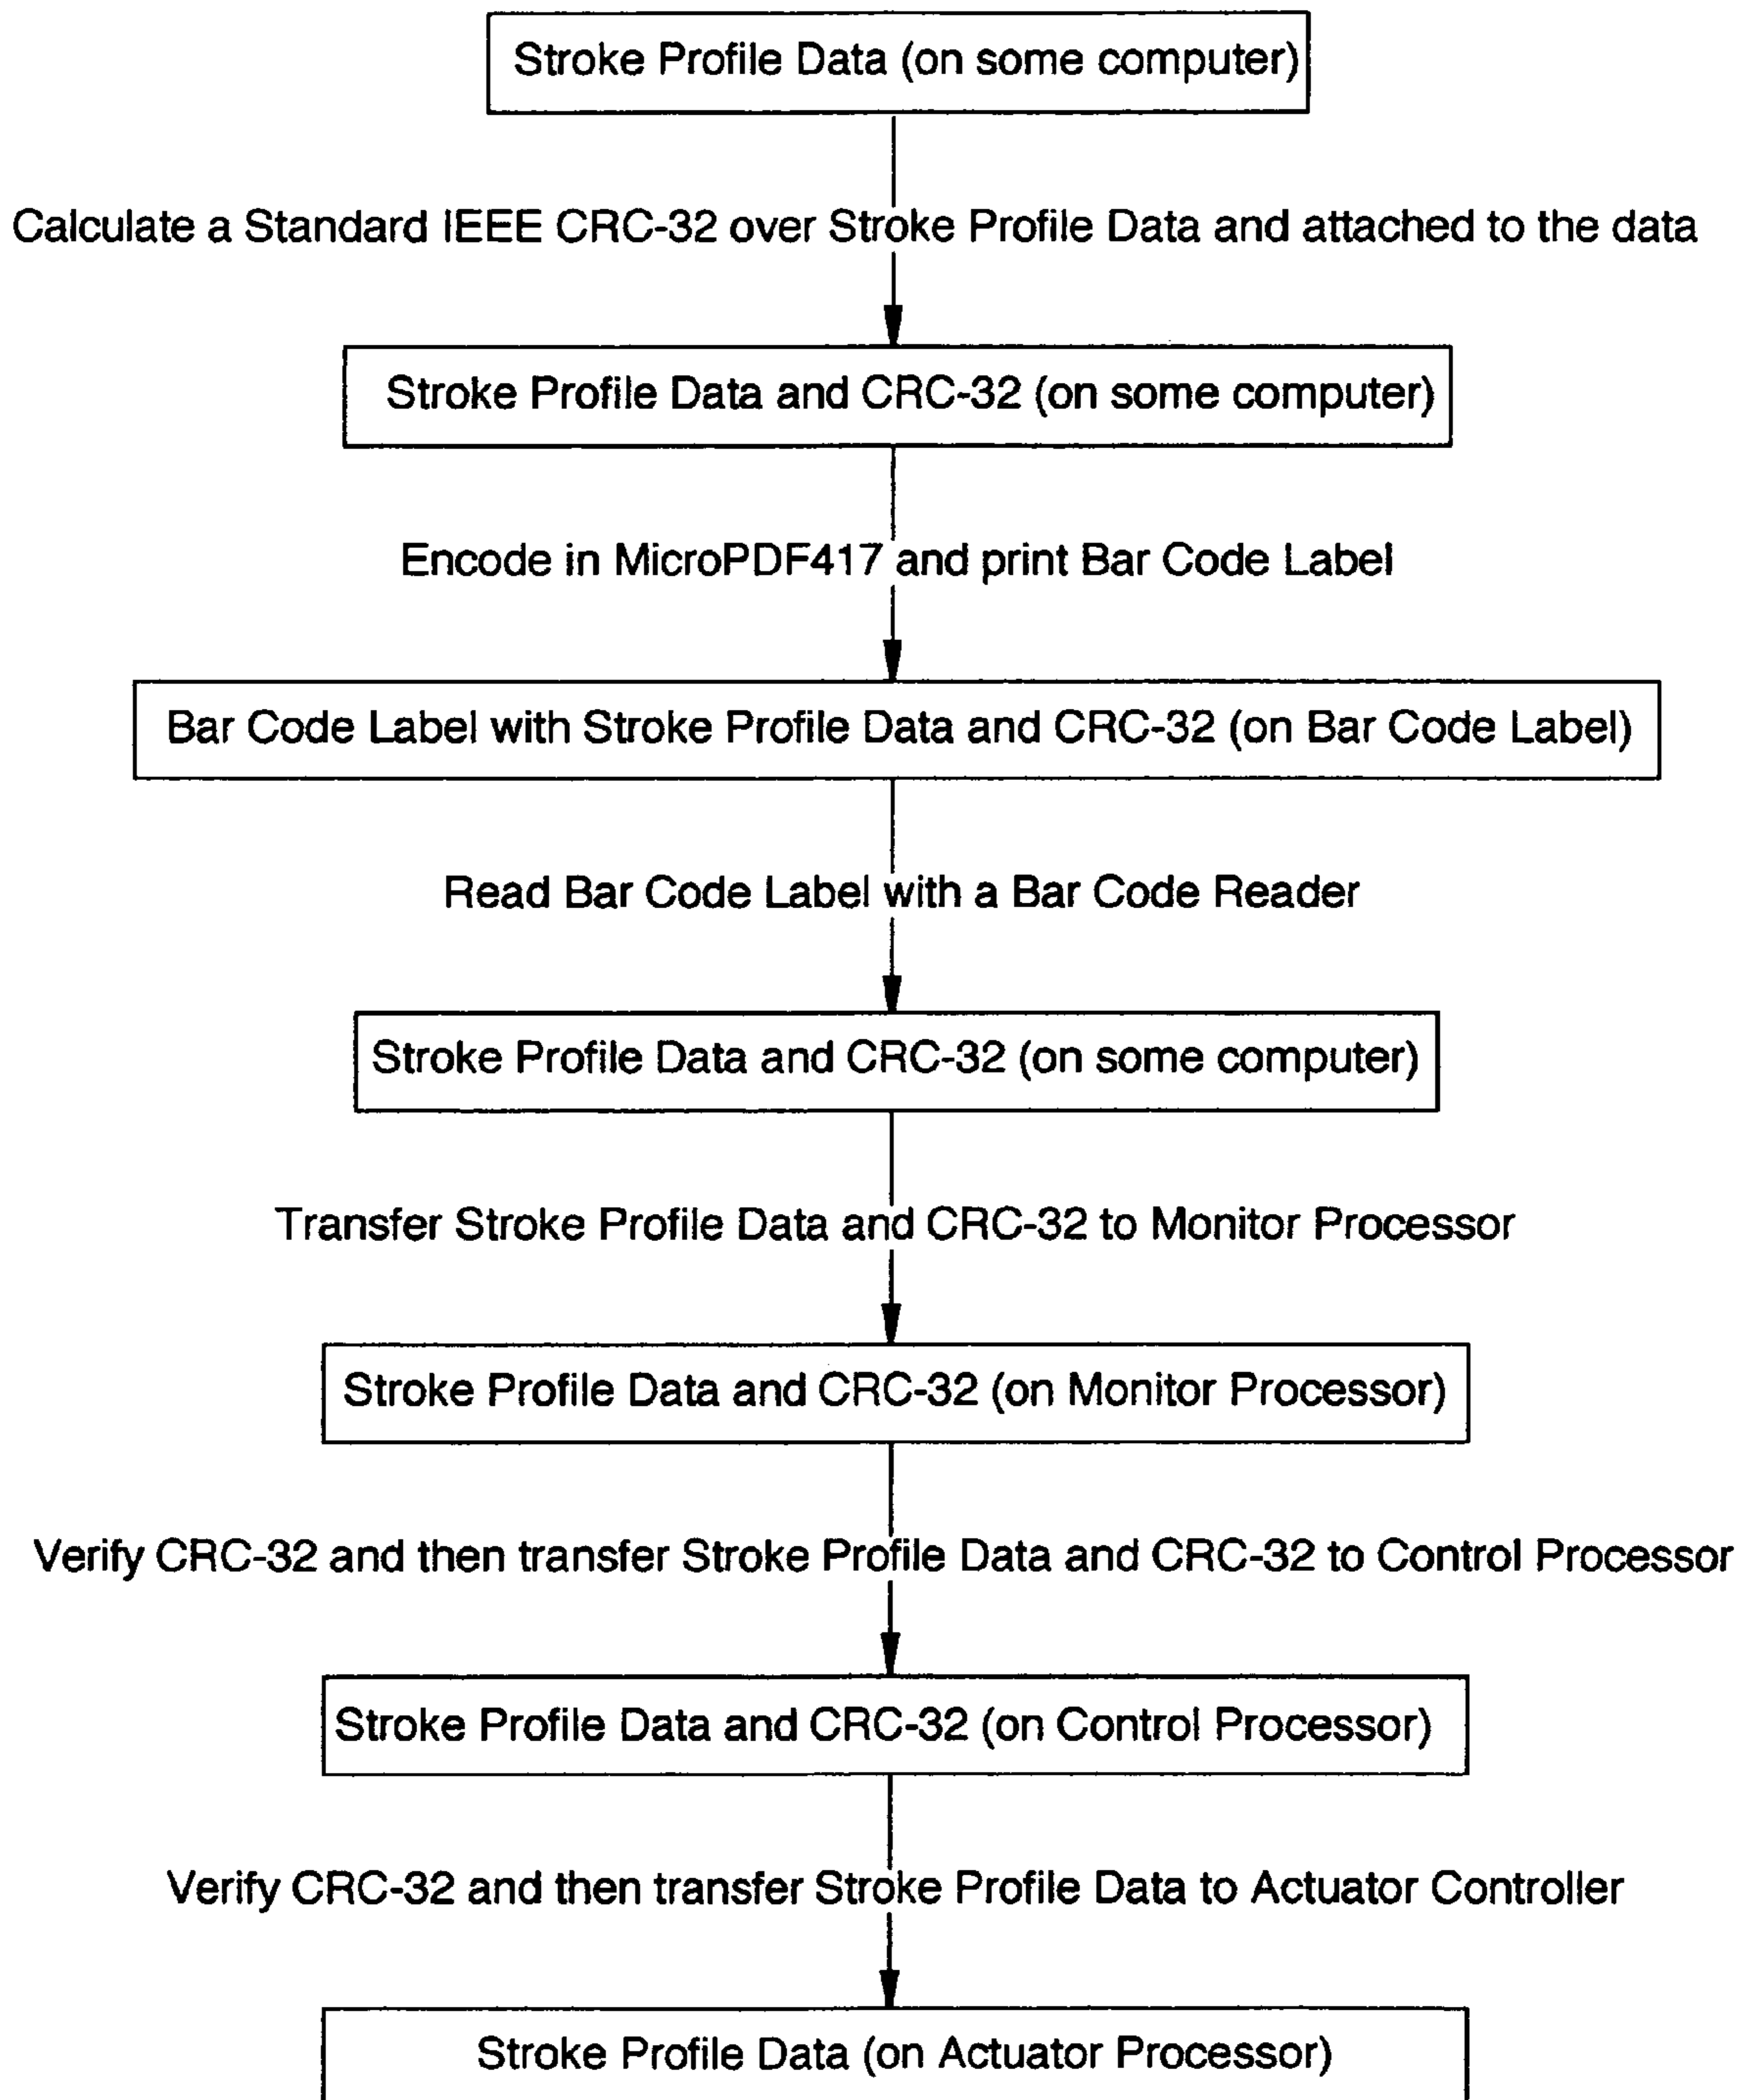 Stroke Profile Data (on some computer)
Calculate a Standard IEEE CRC-32 over Stroke Profile Data and attached to the data
Stroke Profile Data and CRC-32 (on some computer)
Encode in MicroPDF417 and print Bar Code Label
Bar Code Label with Stroke Profile Data and CRC-32 (on Bar Code Label)
Read Bar Code Label with a Bar Code Reader
Stroke Profile Data and CRC-32 (on some computer)
Transfer Stroke Profile Data and CRC-32 to Monitor Processor
Stroke Profile Data and CRC-32 (on Monitor Processor)
Verify CRC-32 and then transfer Stroke Profile Data and CRC-32 to Control Processor
Stroke Profile Data and CRC-32 (on Control Processor)
Verify CRC-32 and then transfer Stroke Profile Data to Actuator Controller
Stroke Profile Data (on Actuator Processor)